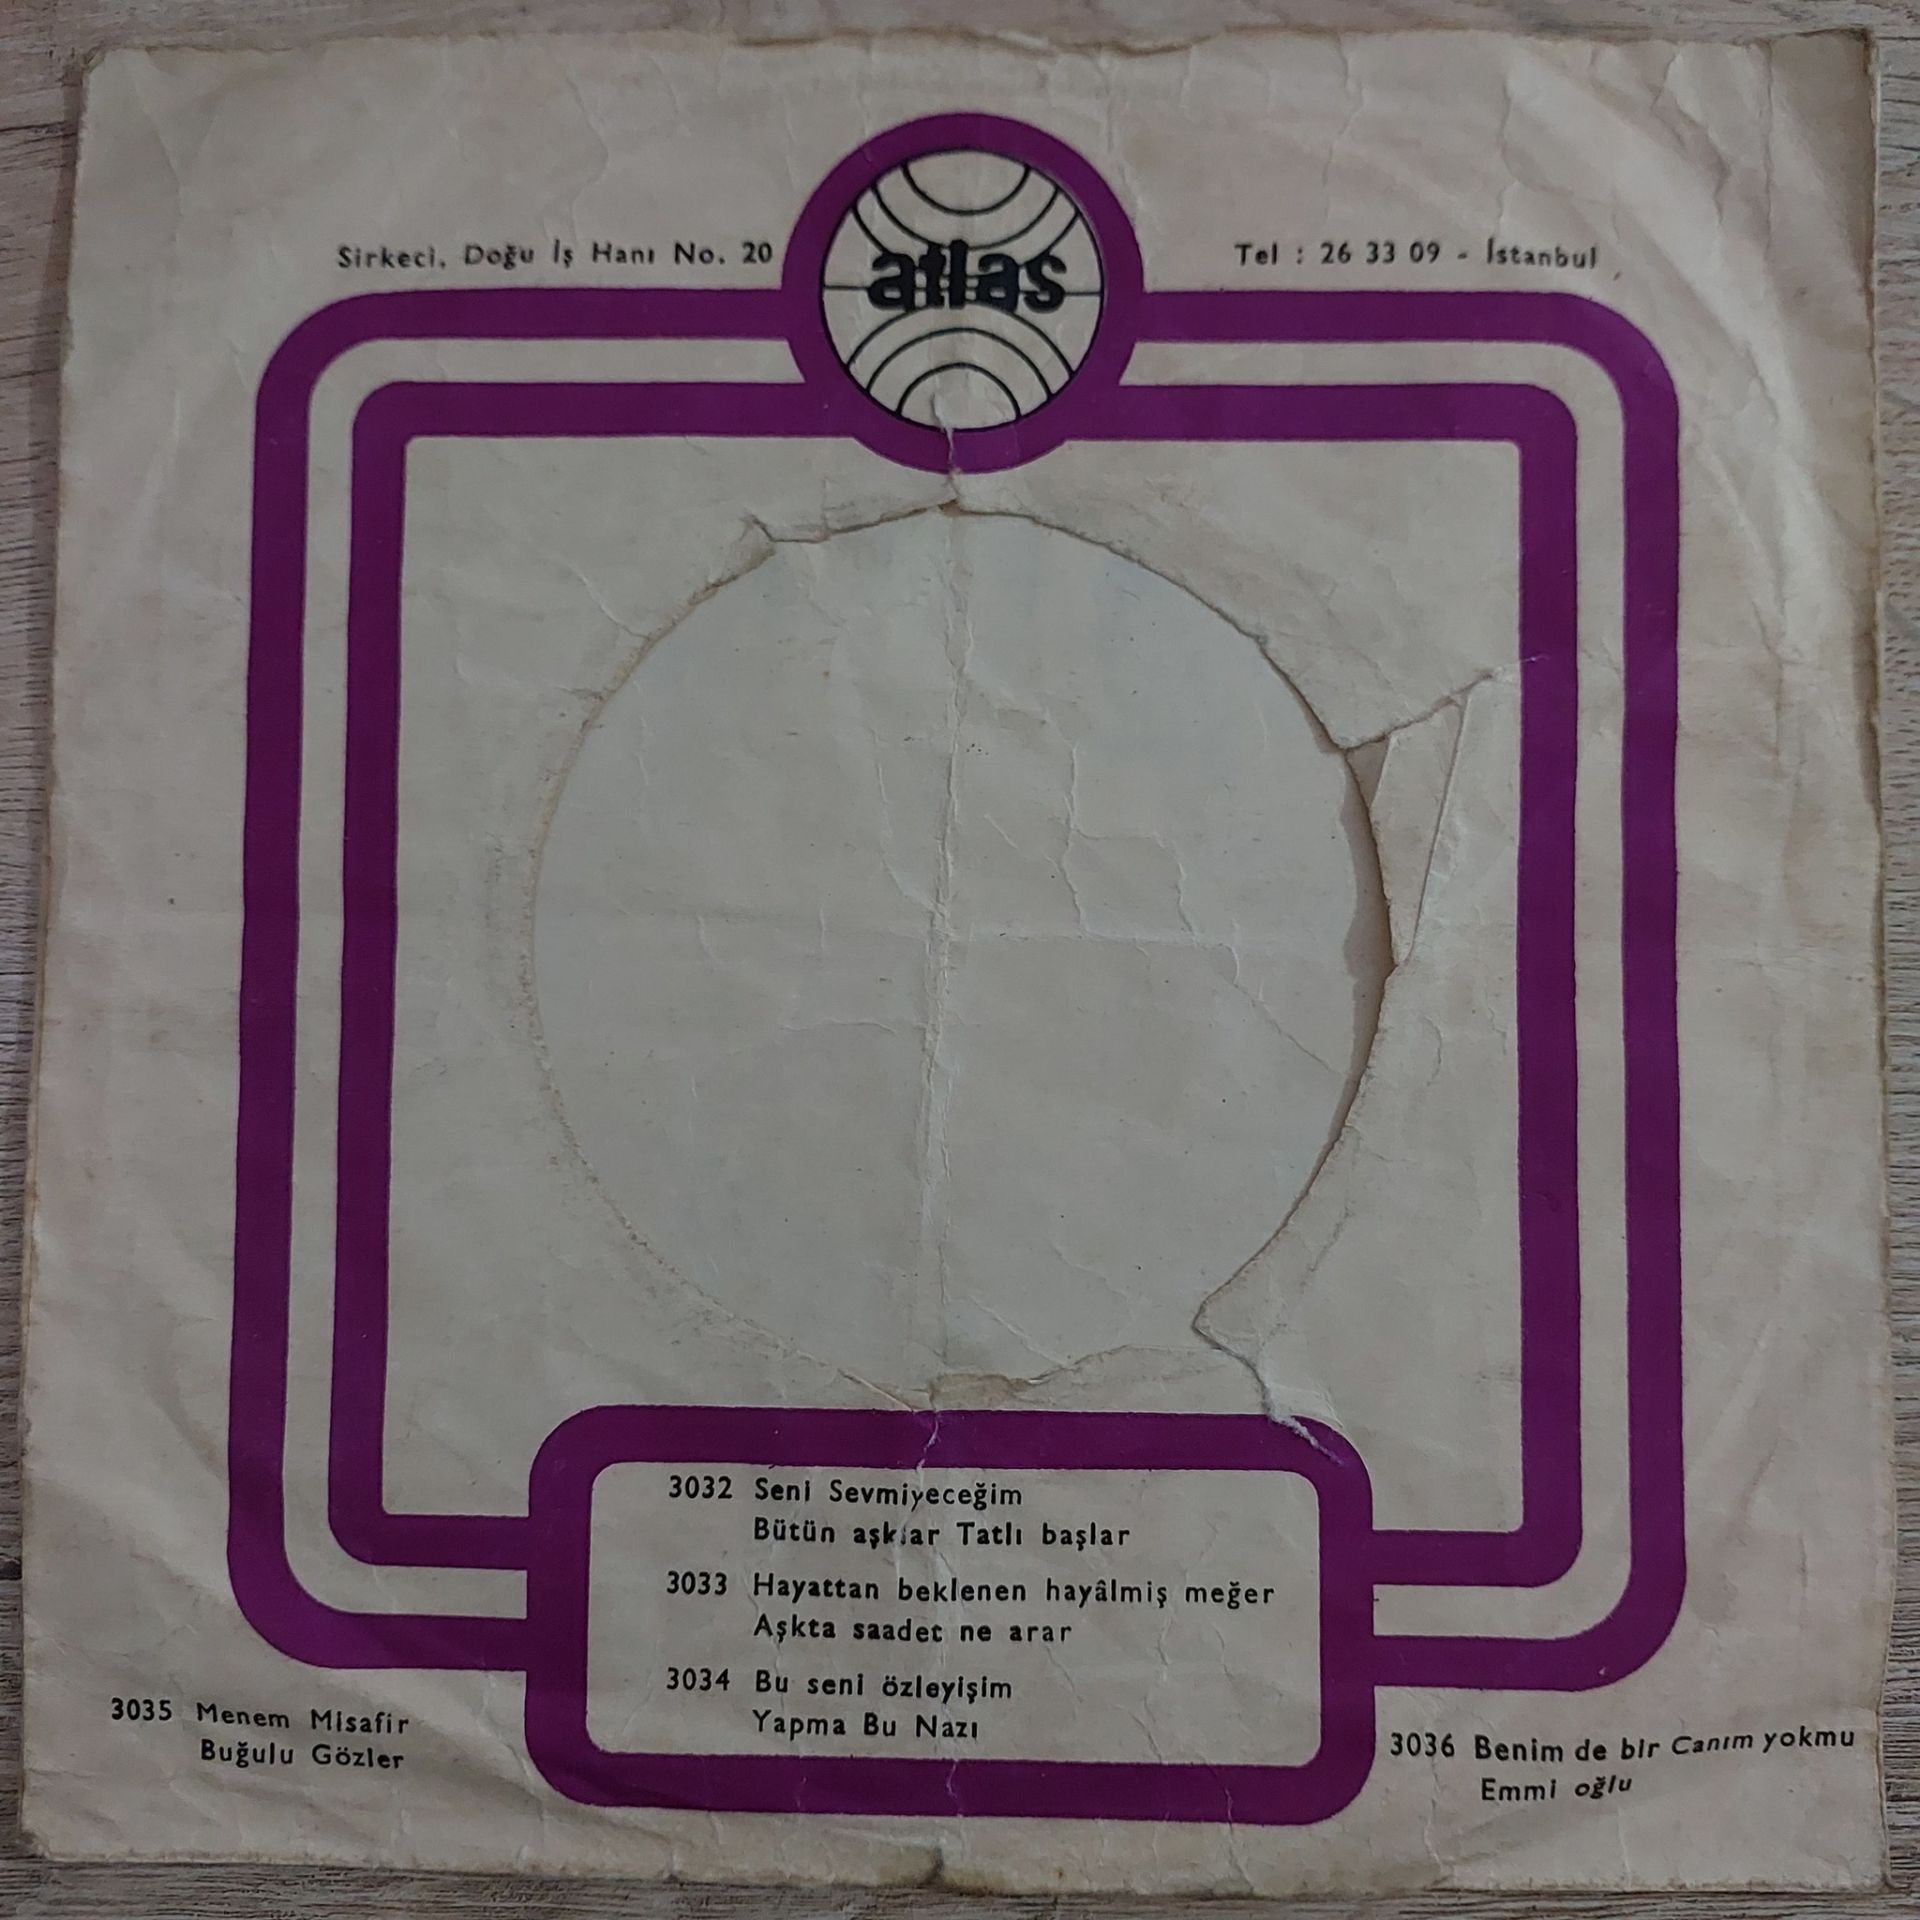 Sirkeci, Doğu İş Hanı No. 20
atlas
Tel : 26 33 09 - İstanbul
3032 Seni Sevmiyeceğim
Bütün aşklar Tatlı başlar
3033 Hayattan beklenen hayâlmiş meğer
Aşkta saadet ne arar
3034 Bu seni özleyişim
Yapma Bu Nazı
3035 Menem Misafir
Buğulu Gözler
3036 Benim de bir Canım yokmu
Emmi oğlu